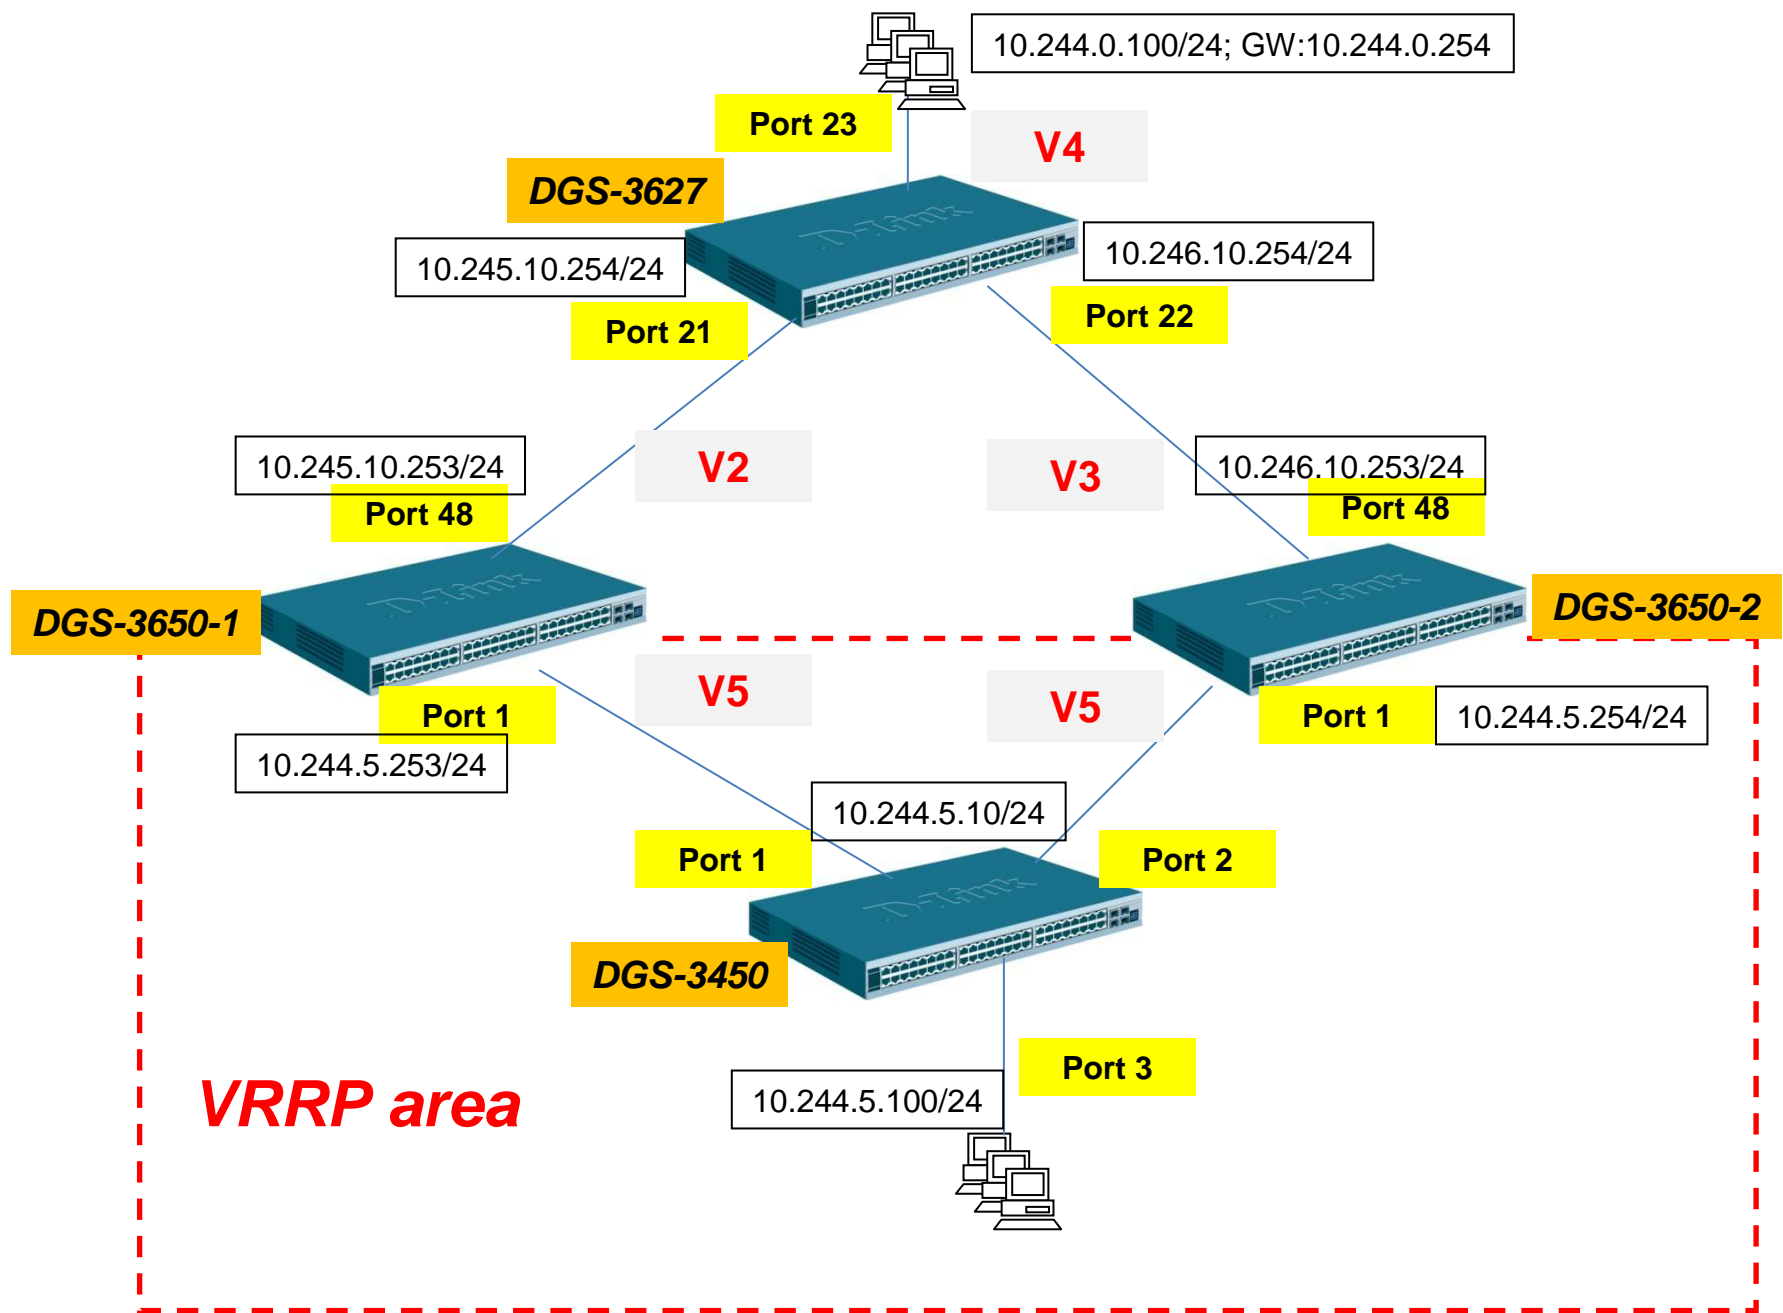 10.244.0.100/24; GW:10.244.0.254
Port 23
V4
DGS-3627
D-Link
10.245.10.254/24
10.246.10.254/24
Port 21
Port 22
10.245.10.253/24
V2
V3
10.246.10.253/24
Port 48
Port 48
D-Link
D-Link
DGS-3650-1
DGS-3650-2
V5
V5
Port 1
Port 1
10.244.5.254/24
10.244.5.253/24
10.244.5.10/24
Port 1
Port 2
D-Link
DGS-3450
Port 3
VRRP area
10.244.5.100/24